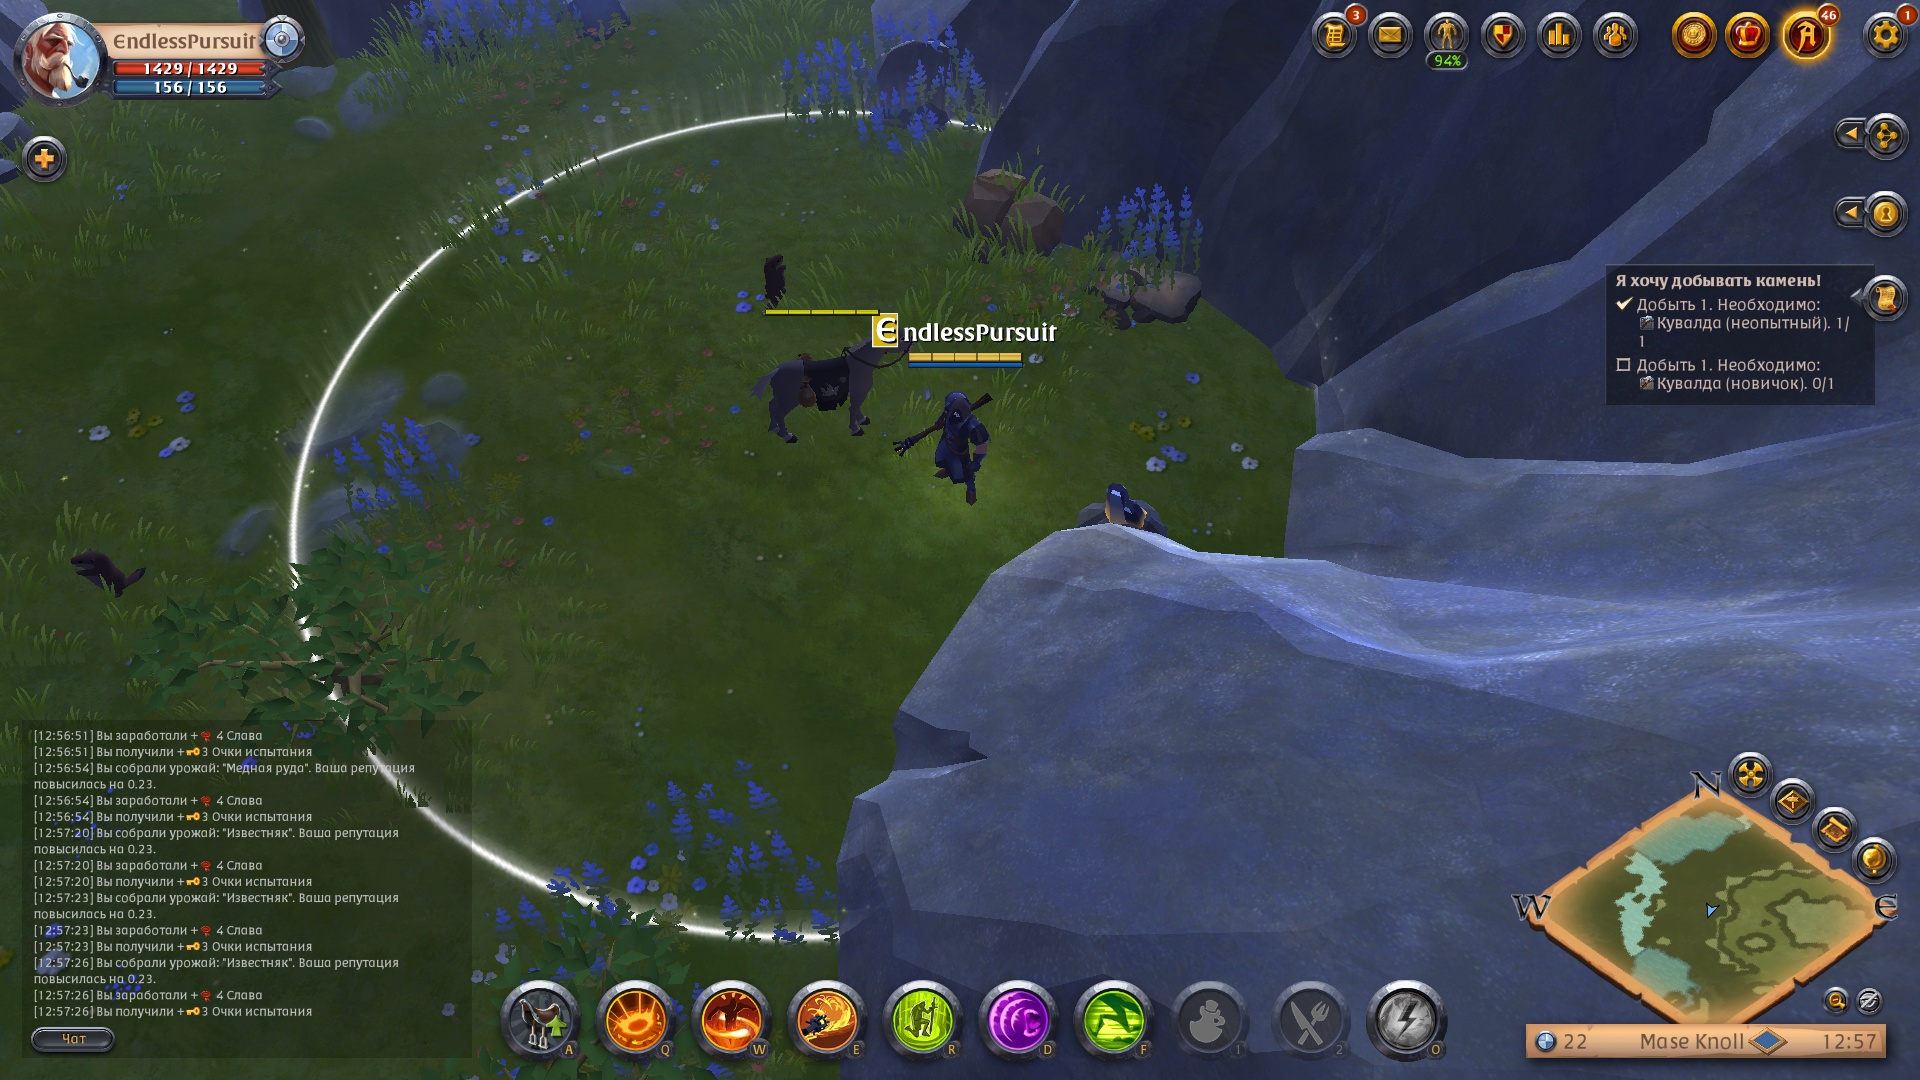 EndlessPursuit
1429 / 1429
156 / 156
3
94%
46
1
EndlessPursuit
Я хочу добывать камень!
Добыть 1. Необходимо:
Кувалда (неопытный). 1/
1
Добыть 1. Необходимо:
Кувалда (новичок). 0/1
[12:56:51] Вы заработали + 4 Слава
[12:56:51] Вы получили + 3 Очки испытания
[12:56:54] Вы собрали урожай: "Медная руда". Ваша репутация
повысилась на 0.23.
[12:56:54] Вы заработали + 4 Слава
[12:56:54] Вы получили + 3 Очки испытания
[12:57:20] Вы собрали урожай: "Известняк". Ваша репутация
повысилась на 0.23.
[12:57:20] Вы заработали + 4 Слава
[12:57:20] Вы получили + 3 Очки испытания
[12:57:23] Вы собрали урожай: "Известняк". Ваша репутация
повысилась на 0.23.
[12:57:23] Вы заработали + 4 Слава
[12:57:23] Вы получили + 3 Очки испытания
[12:57:26] Вы собрали урожай: "Известняк". Ваша репутация
повысилась на 0.23.
[12:57:26] Вы заработали + 4 Слава
[12:57:26] Вы получили + 3 Очки испытания
Чат
A Q W E R D F 1 2 O
N
W E
22 Mase Knoll 12:57